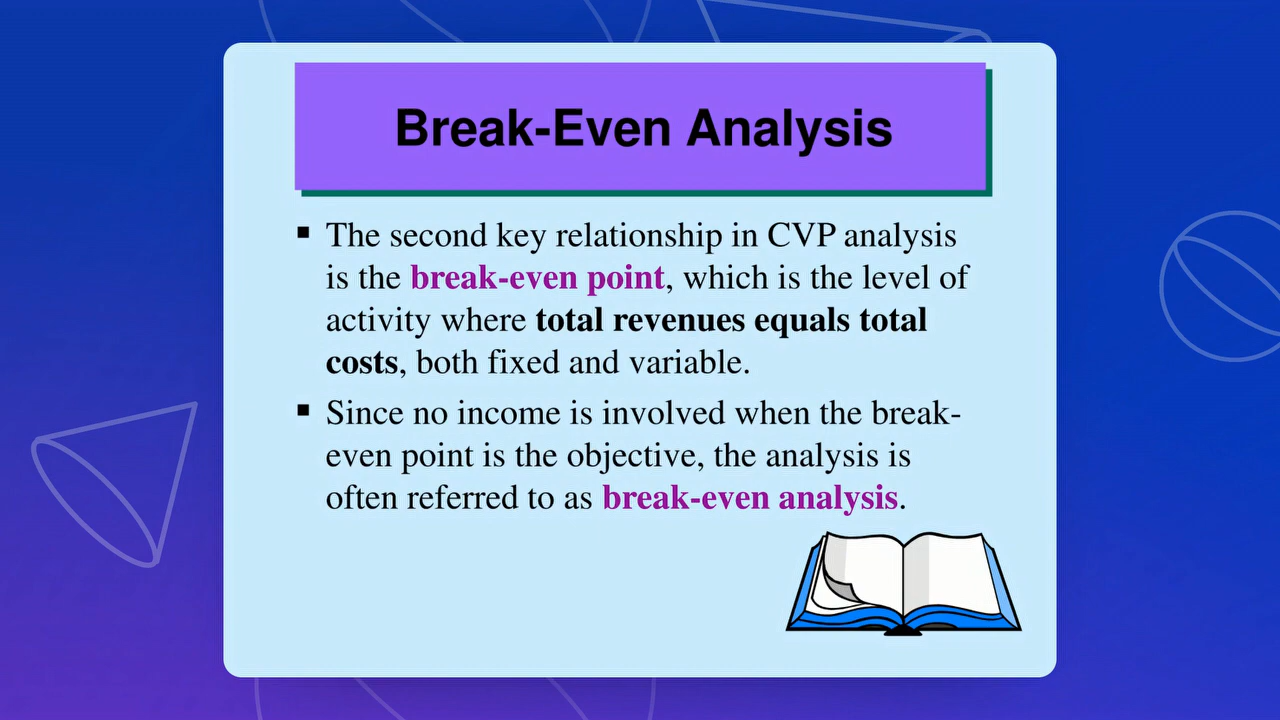 Break-Even Analysis
▪ The second key relationship in CVP analysis
is the break-even point, which is the level of
activity where total revenues equals total
costs, both fixed and variable.
▪ Since no income is involved when the break-
even point is the objective, the analysis is
often referred to as break-even analysis.